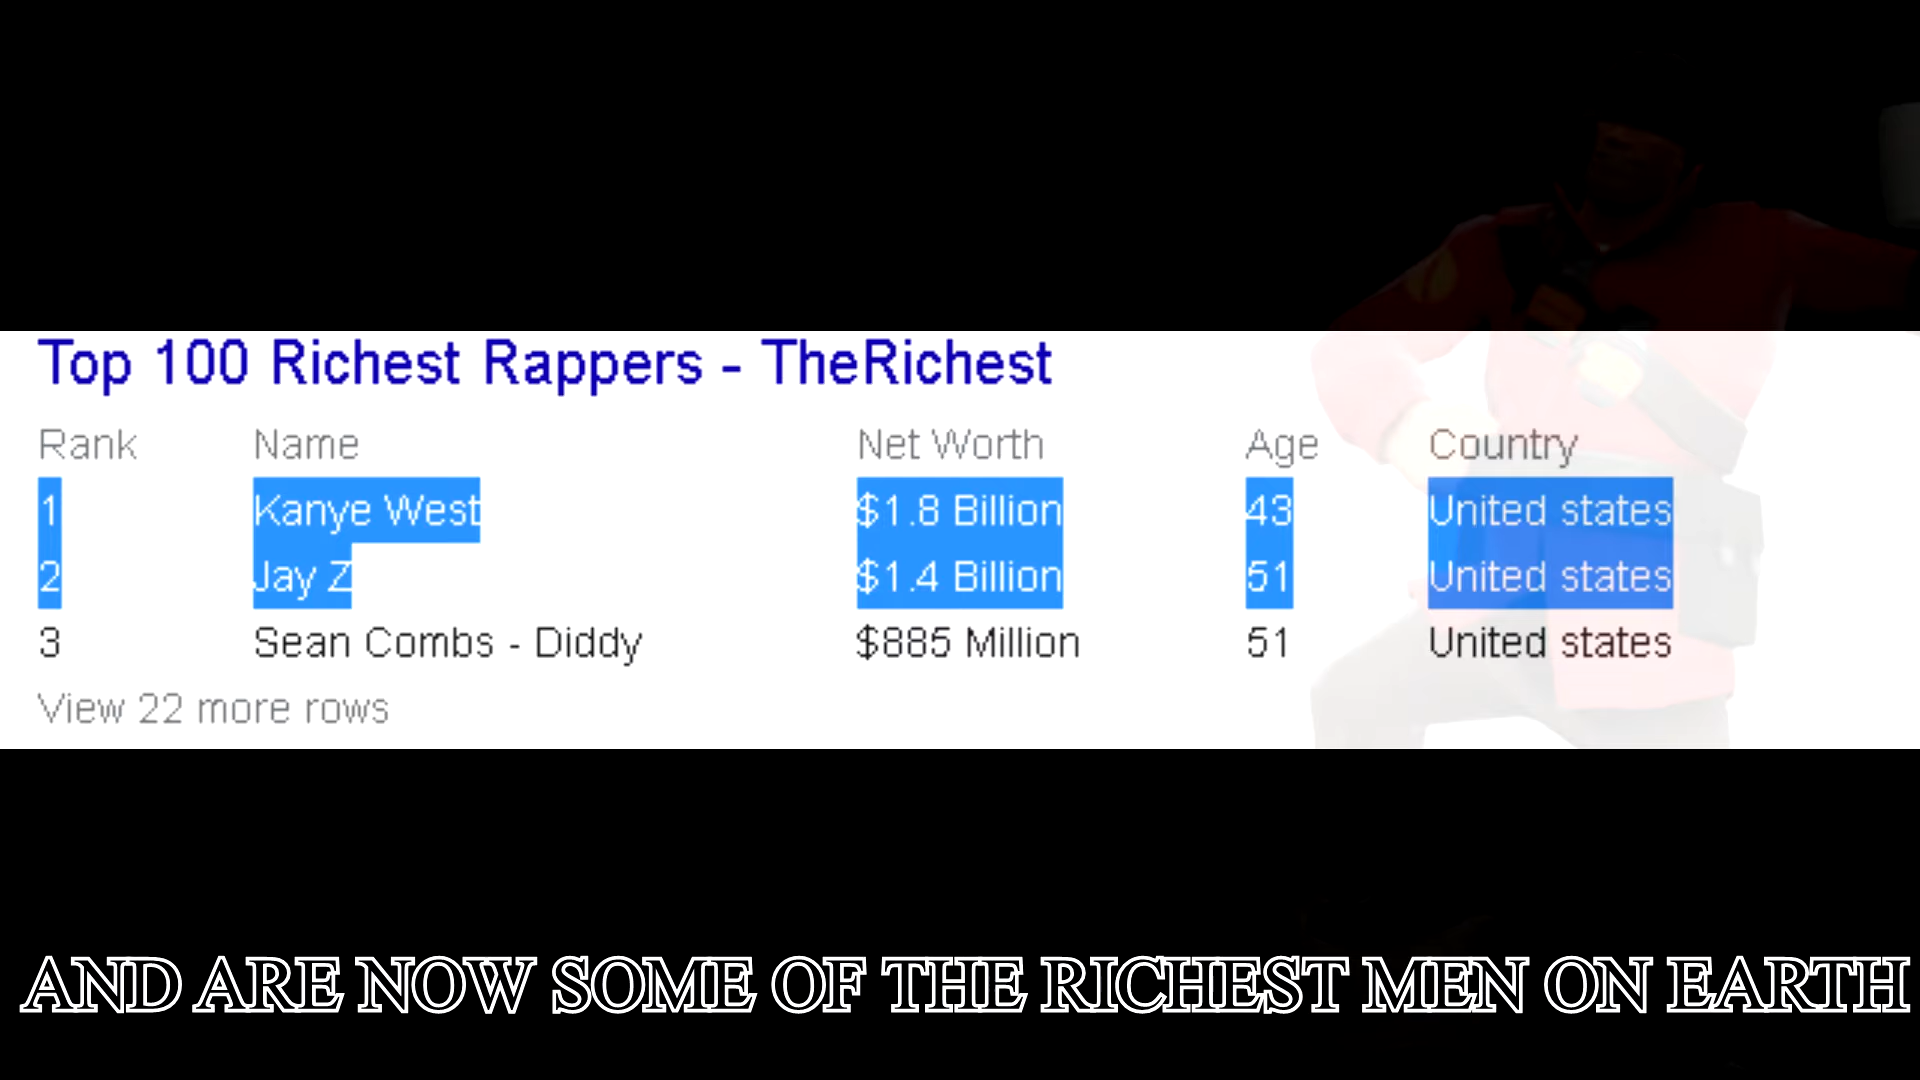 Top 100 Richest Rappers - TheRichest
Rank Name Net Worth Age Country
1 Kanye West $1.8 Billion 43 United states
2 Jay Z $1.4 Billion 51 United states
3 Sean Combs - Diddy $885 Million 51 United states
View 22 more rows
AND ARE NOW SOME OF THE RICHEST MEN ON EARTH